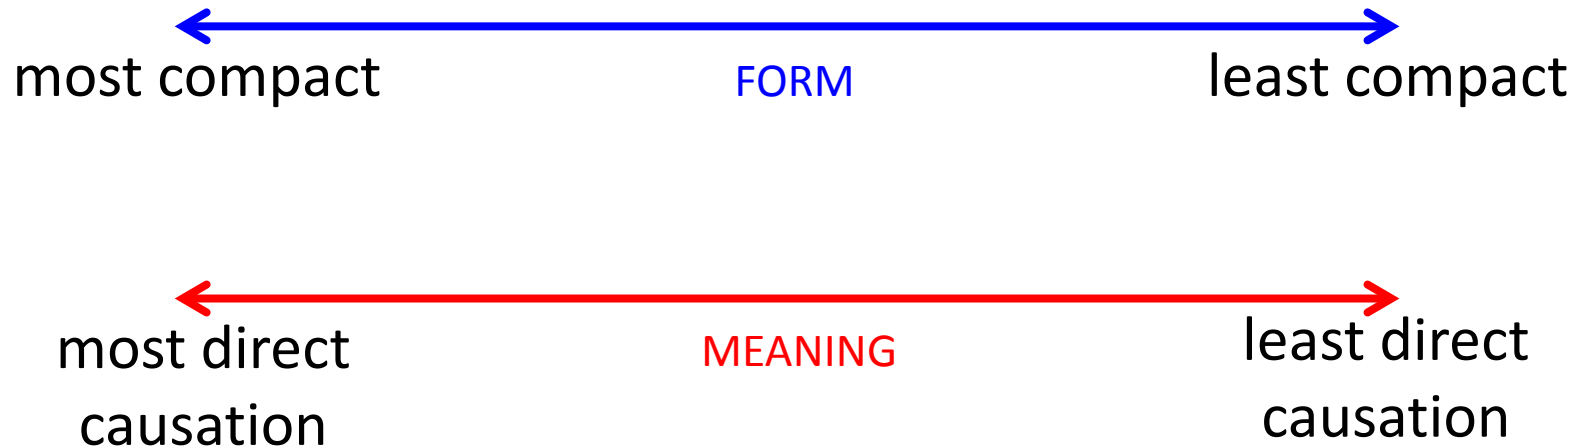 most compact
FORM
least compact
most direct
causation
MEANING
least direct
causation